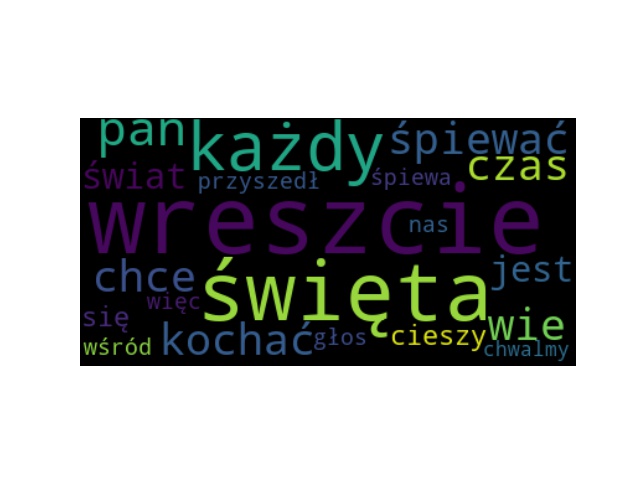 pan każdy śpiewać
świat przyszedł śpiewa czas
wreszcie nas
chce święta jest
się więc
wśród kochać głos cieszy wie
chwalmy